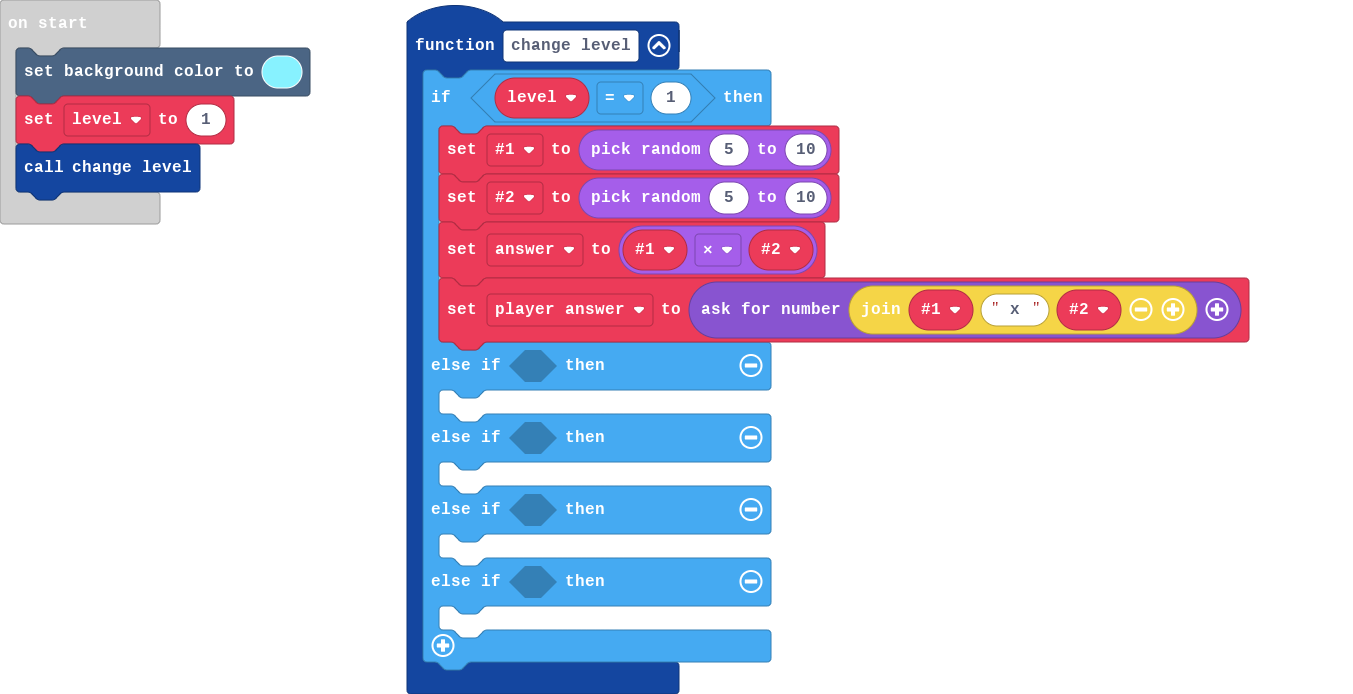 on start
set background color to
set level to 1
call change level
function change level
if level = 1 then
set #1 to pick random 5 to 10
set #2 to pick random 5 to 10
set answer to #1 × #2
set player answer to ask for number join #1 " x " #2
else if then
else if then
else if then
else if then